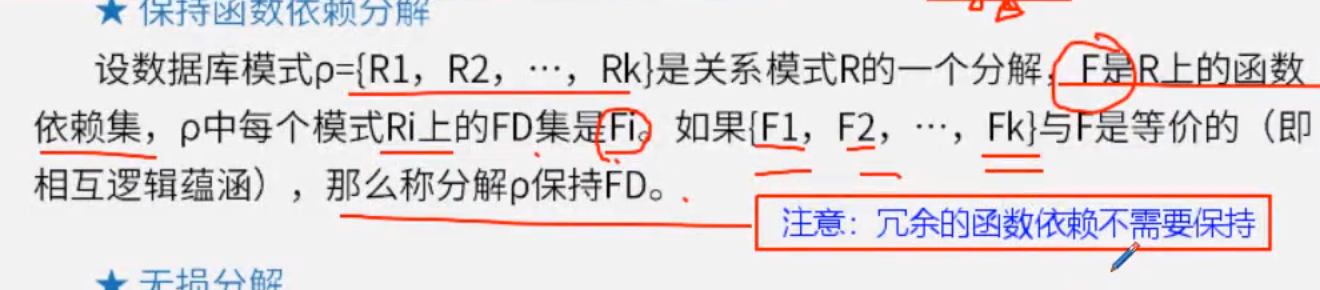 ★ 保持函数依赖分解
设数据库模式ρ={R1，R2，…，Rk}是关系模式R的一个分解，F是R上的函数
依赖集，ρ中每个模式Ri上的FD集是Fi。如果{F1，F2，…，Fk}与F是等价的（即
相互逻辑蕴涵），那么称分解ρ保持FD。
注意：冗余的函数依赖不需要保持
★ 无损分解